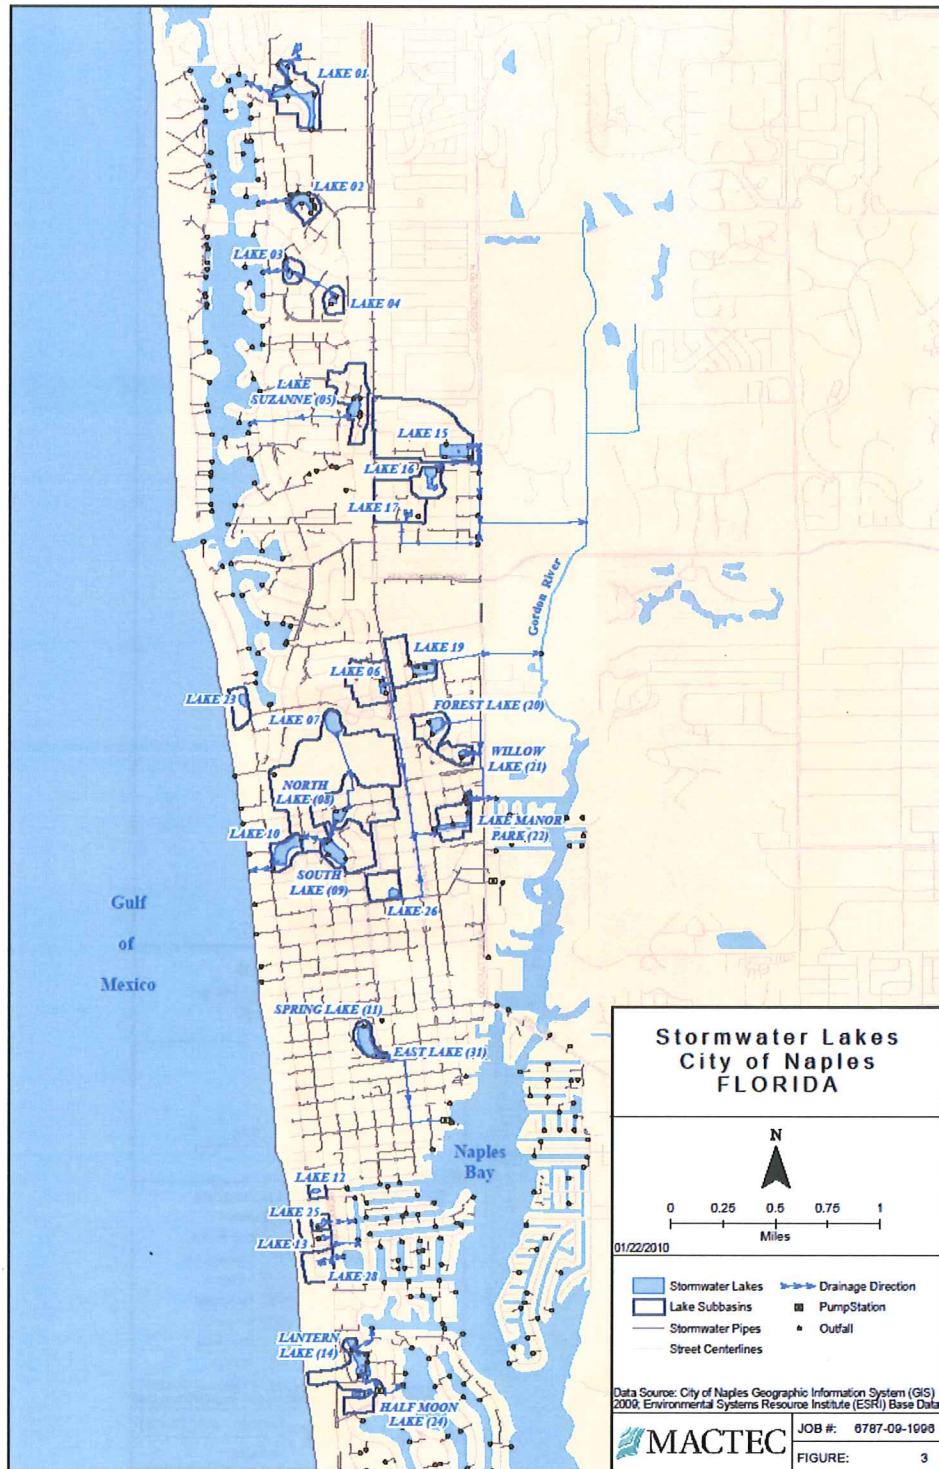 LAKE 01
LAKE 02
LAKE 03
LAKE 04
LAKE
SUZANNE (05)
LAKE 15
LAKE 16
LAKE 17
Gordon River
LAKE 19
LAKE 06
LAKE 23
LAKE 07
FOREST LAKE (20)
WILLOW
LAKE (21)
NORTH
LAKE (08)
LAKE 10
LAKE MANOR
PARK (22)
SOUTH
LAKE (09)
LAKE 26
Gulf
of
Mexico
SPRING LAKE (11)
EAST LAKE (31)
Naples
Bay
LAKE 12
LAKE 25
LAKE 13
LAKE 28
LANTERN
LAKE (14)
HALF MOON
LAKE (24)
Stormwater Lakes
City of Naples
FLORIDA
N
0 0.25 0.5 0.75 1
Miles
01/22/2010
Stormwater Lakes
Lake Subbasins
Stormwater Pipes
Street Centerlines
Drainage Direction
PumpStation
Outfall
Data Source: City of Naples Geographic Information System (GIS)
2009; Environmental Systems Resource Institute (ESRI) Base Data
MACTEC
JOB #: 6787-09-1996
FIGURE: 3